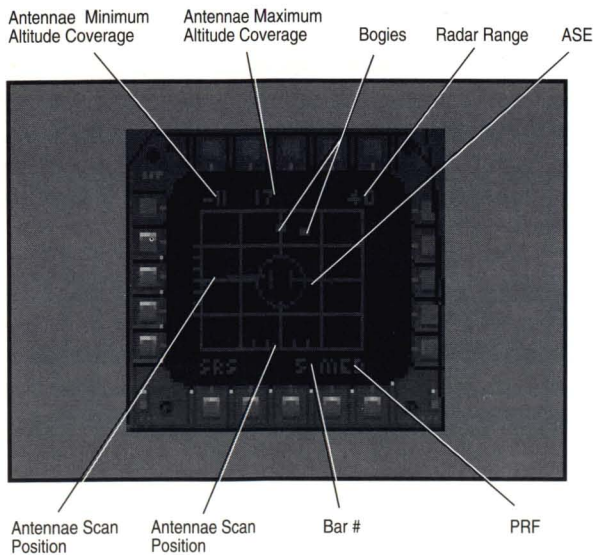 Antennae Minimum
Altitude Coverage
Antennae Maximum
Altitude Coverage
Bogies
Radar Range
ASE
-11 17 40
SRS 5 MED
Antennae Scan
Position
Antennae Scan
Position
Bar #
PRF